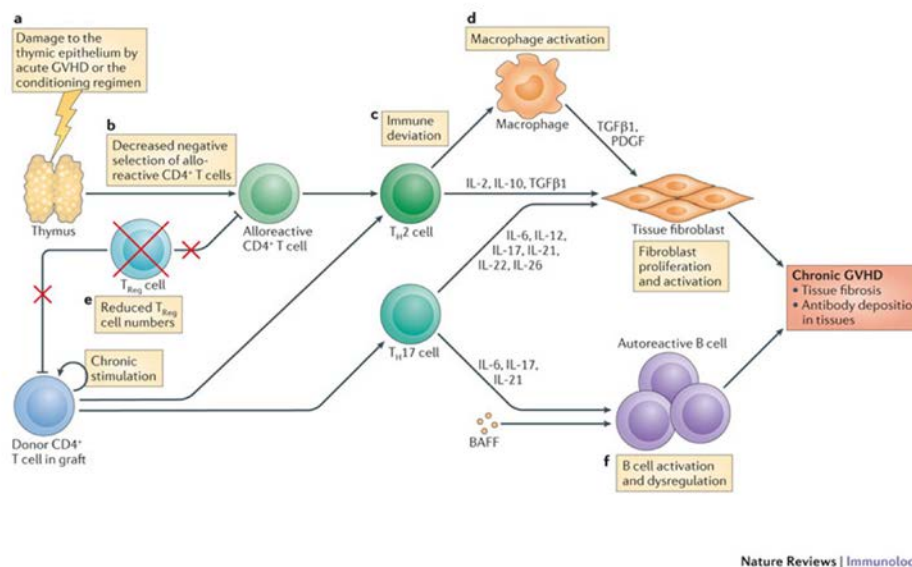 a
Damage to the
thymic epithelium by
acute GVHD or the
conditioning regimen
b
Decreased negative
selection of allo-
reactive CD4+ T cells
Thymus
Alloreactive
CD4+ T cell
TReg cell
e
Reduced TReg
cell numbers
Chronic
stimulation
Donor CD4+
T cell in graft
c
Immune
deviation
TH2 cell
TH17 cell
d
Macrophage activation
Macrophage
TGFβ1,
PDGF
IL-2, IL-10, TGFβ1
IL-6, IL-12,
IL-17, IL-21,
IL-22, IL-26
Tissue fibroblast
Fibroblast
proliferation
and activation
IL-6, IL-17,
IL-21
BAFF
Autoreactive B cell
f
B cell activation
and dysregulation
Chronic GVHD
• Tissue fibrosis
• Antibody depositio
in tissues
Nature Reviews | Immunolo